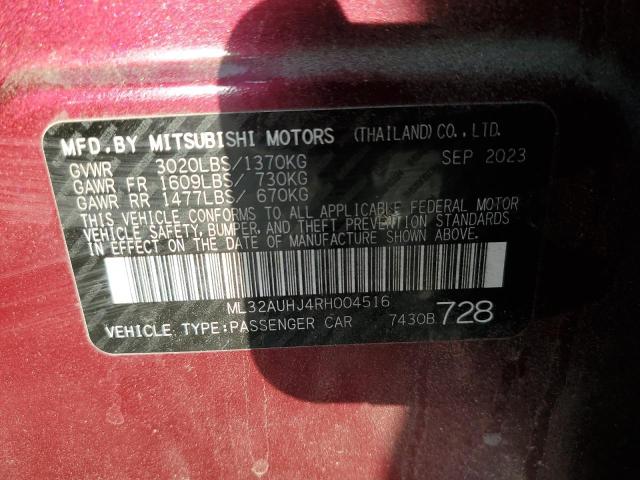 MFD.BY MITSUBISHI MOTORS (THAILAND)CO.,LTD.
GVWR 3020LBS/1370KG SEP 2023
GAWR FR 1609LBS/ 730KG
GAWR RR 1477LBS/ 670KG
THIS VEHICLE CONFORMS TO ALL APPLICABLE FEDERAL MOTOR
VEHICLE SAFETY, BUMPER, AND THEFT PREVENTION STANDARDS
IN EFFECT ON THE DATE OF MANUFACTURE SHOWN ABOVE.
ML32AUHJ4RH004516
VEHICLE TYPE:PASSENGER CAR 7430B 728